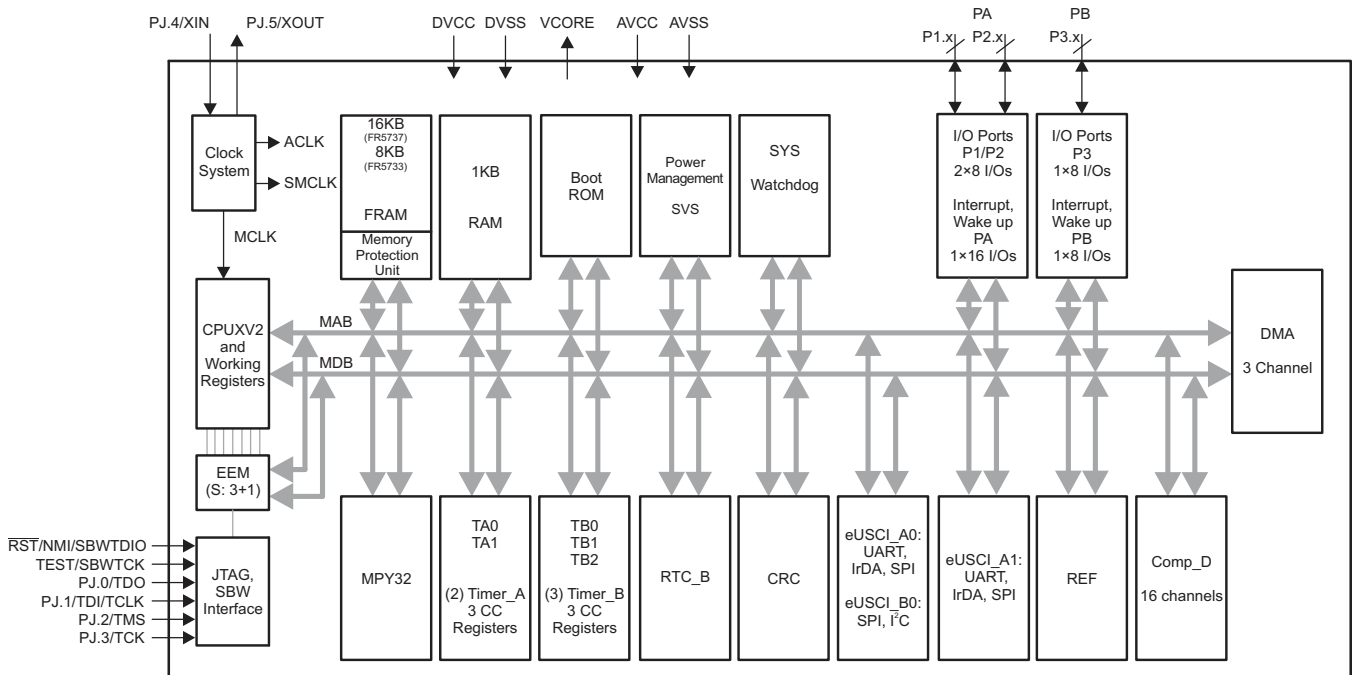 PJ.4/XIN
PJ.5/XOUT
DVCC
DVSS
VCORE
AVCC
AVSS
PA
P1.x
P2.x
PB
P3.x
Clock
System
ACLK
SMCLK
MCLK
16KB
(FR5737)
8KB
(FR5733)
FRAM
Memory
Protection
Unit
1KB
RAM
Boot
ROM
Power
Management
SVS
SYS
Watchdog
I/O Ports
P1/P2
2×8 I/Os
Interrupt,
Wake up
PA
1×16 I/Os
I/O Ports
P3
1×8 I/Os
Interrupt,
Wake up
PB
1×8 I/Os
CPUXV2
and
Working
Registers
MAB
MDB
DMA
3 Channel
EEM
(S: 3+1)
RST/NMI/SBWTDIO
TEST/SBWTCK
PJ.0/TDO
PJ.1/TDI/TCLK
PJ.2/TMS
PJ.3/TCK
JTAG,
SBW
Interface
MPY32
TA0
TA1
(2) Timer_A
3 CC
Registers
TB0
TB1
TB2
(3) Timer_B
3 CC
Registers
RTC_B
CRC
eUSCI_A0:
UART,
IrDA, SPI
eUSCI_B0:
SPI, I²C
eUSCI_A1:
UART,
IrDA, SPI
REF
Comp_D
16 channels